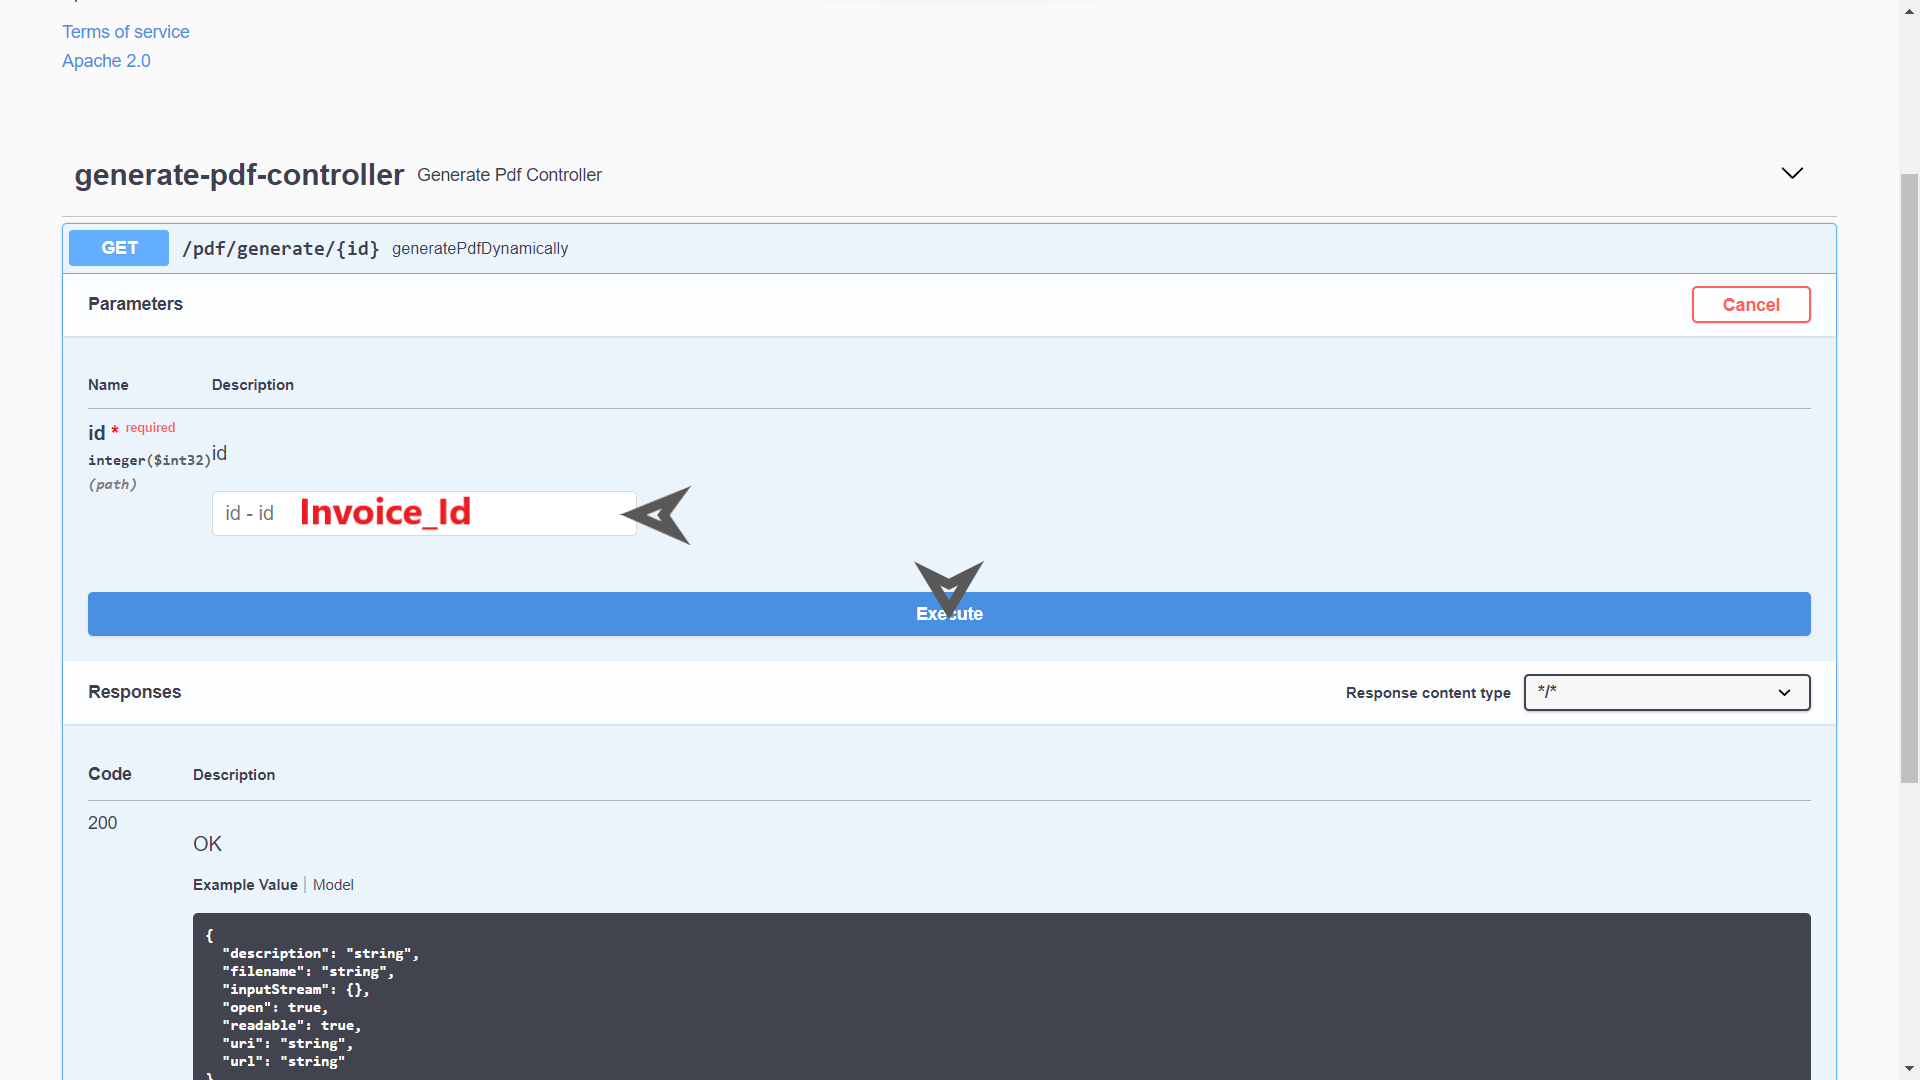 Terms of service
Apache 2.0
generate-pdf-controller Generate Pdf Controller
GET /pdf/generate/{id} generatePdfDynamically
Parameters Cancel
Name Description
id * required
integer($int32)
(path)
id
id - id Invoice_Id
Execute
Responses Response content type */*
Code Description
200
OK
Example Value Model
{
  "description": "string",
  "filename": "string",
  "inputStream": {},
  "open": true,
  "readable": true,
  "uri": "string",
  "url": "string"
}